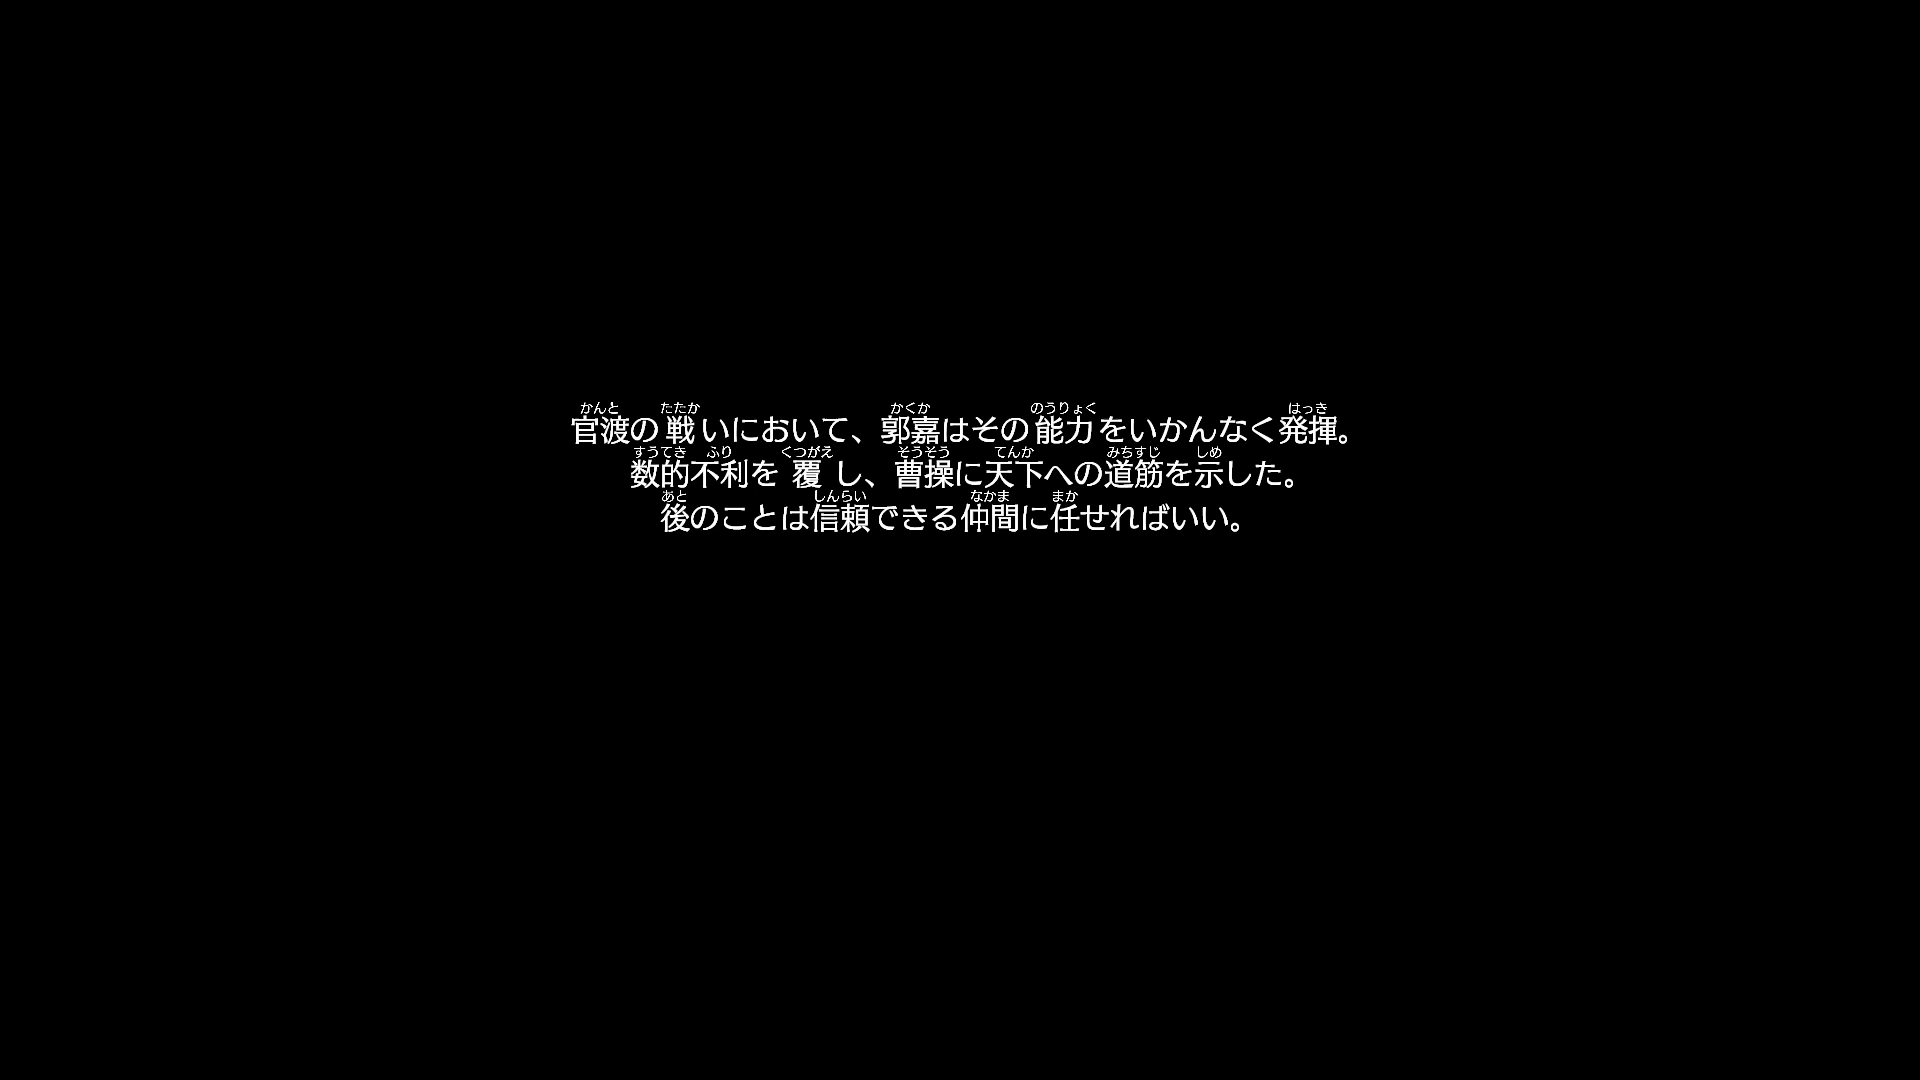 官渡の戦いにおいて、郭嘉はその能力をいかんなく発揮。
数的不利を覆し、曹操に天下への道筋を示した。
後のことは信頼できる仲間に任せればいい。